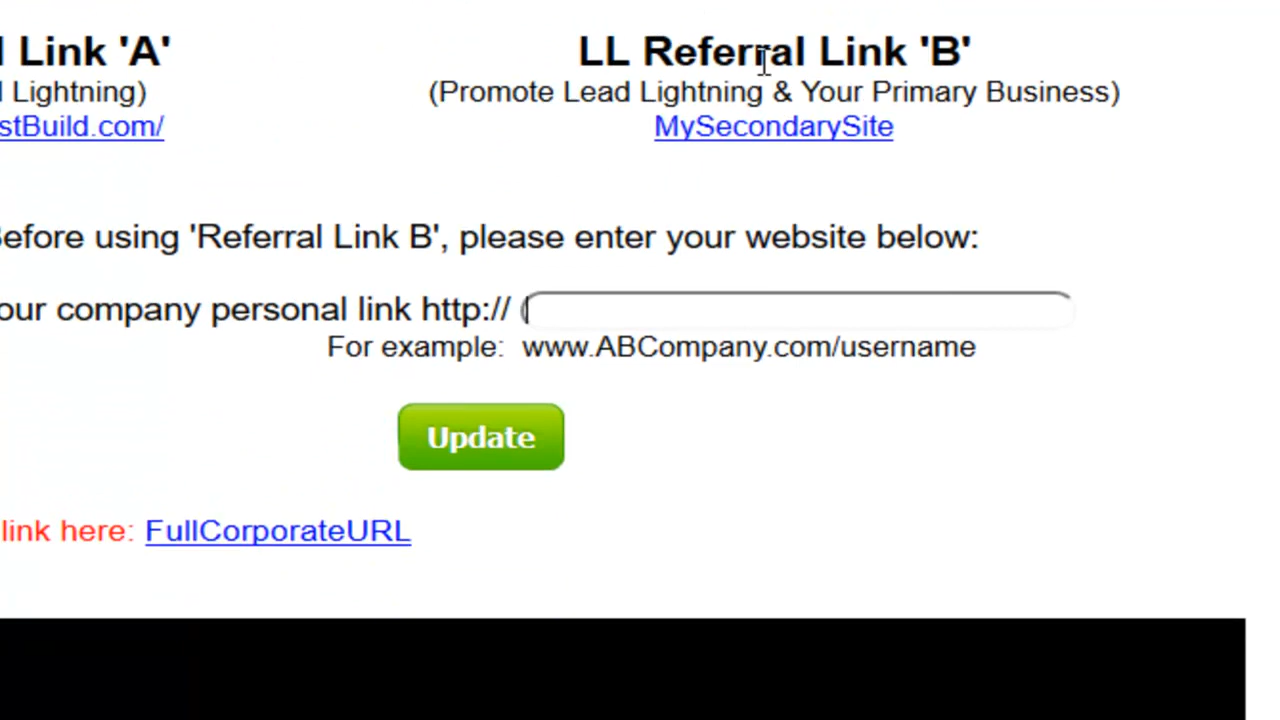 Link 'A'
LL Referral Link 'B'
Lightning)
(Promote Lead Lightning & Your Primary Business)
stBuild.com/
MySecondarySite
Before using 'Referral Link B', please enter your website below:
our company personal link http://
For example: www.ABCompany.com/username
Update
link here: FullCorporateURL